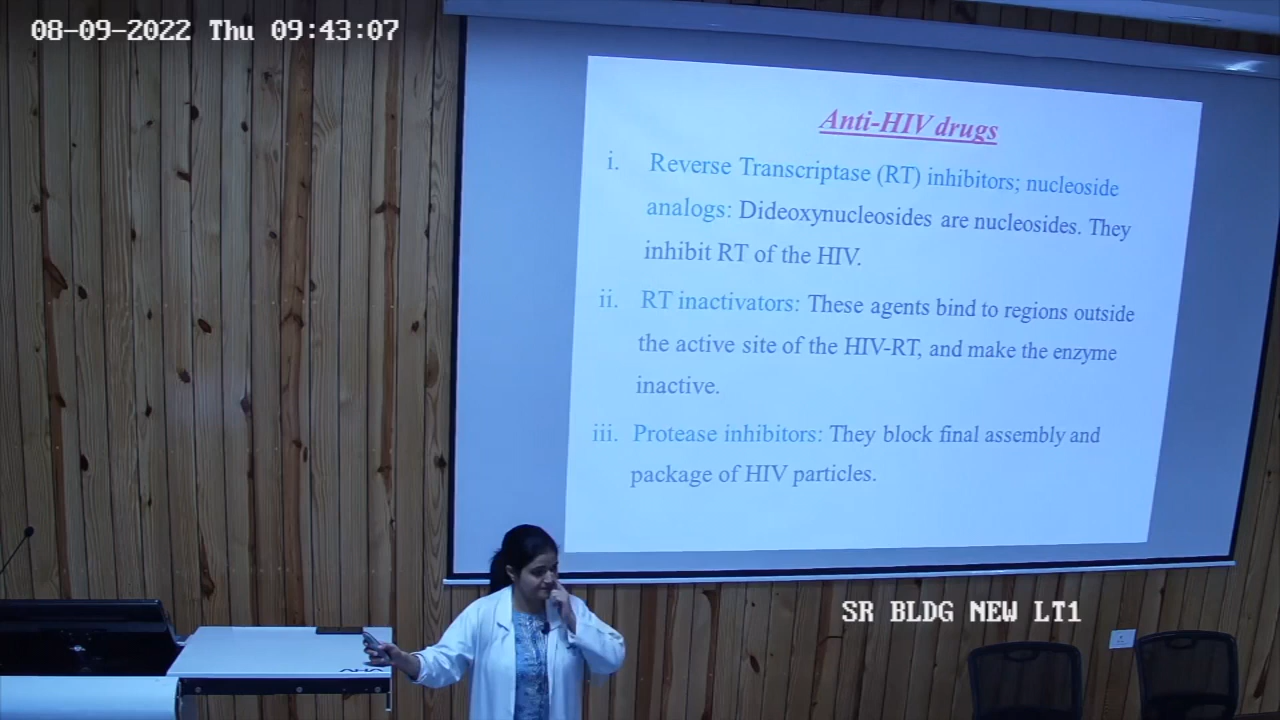 08-09-2022 Thu 09:43:07
Anti-HIV drugs
i. Reverse Transcriptase (RT) inhibitors; nucleoside
analogs: Dideoxynucleosides are nucleosides. They
inhibit RT of the HIV.
ii. RT inactivators: These agents bind to regions outside
the active site of the HIV-RT, and make the enzyme
inactive.
iii. Protease inhibitors: They block final assembly and
package of HIV particles.
SR BLDG NEW LT1
AHA